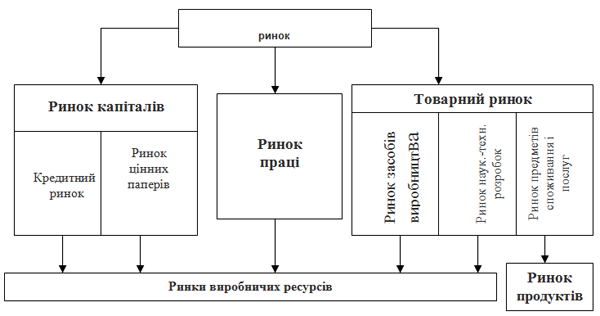 ринок
Ринок капіталів
Кредитний
ринок
Ринок
цінних
паперів
Ринок
праці
Товарний ринок
Ринок засобів
виробництва
Ринок наук.-техн.
розробок
Ринок предметів
споживання і
послуг
Ринки виробничих ресурсів
Ринок
продуктів